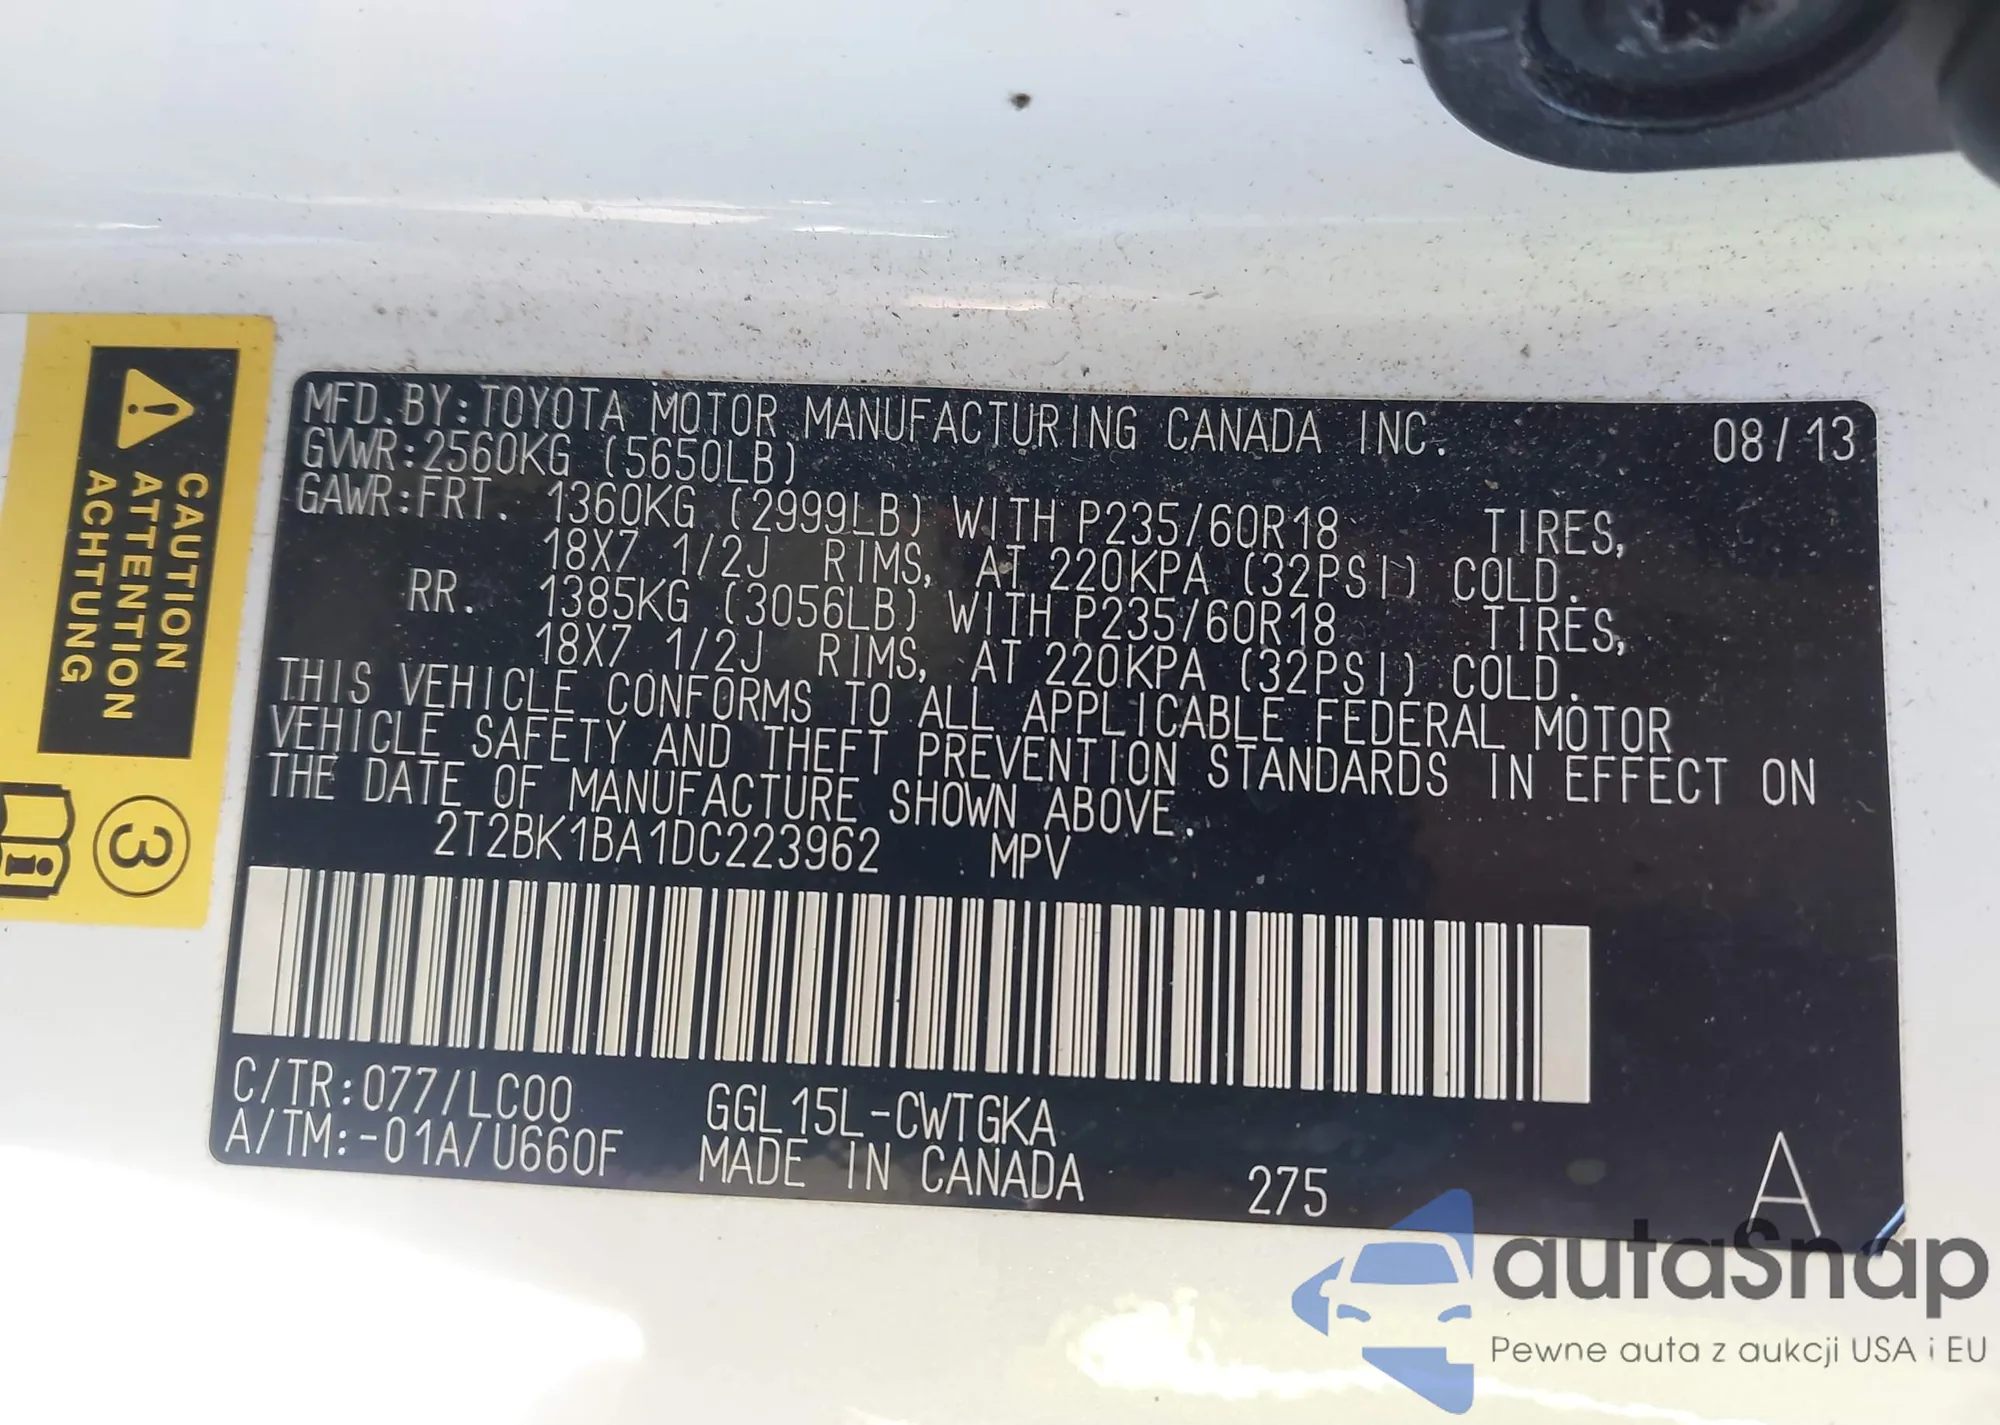 CAUTION
ATTENTION
ACHTUNG
3
MFD.BY:TOYOTA MOTOR MANUFACTURING CANADA INC. 08/13
GVWR:2560KG (5650LB)
GAWR:FRT. 1360KG (2999LB) WITH P235/60R18 TIRES,
18X7 1/2J RIMS, AT 220KPA (32PSI) COLD.
RR. 1385KG (3056LB) WITH P235/60R18 TIRES,
18X7 1/2J RIMS, AT 220KPA (32PSI) COLD.
THIS VEHICLE CONFORMS TO ALL APPLICABLE FEDERAL MOTOR
VEHICLE SAFETY AND THEFT PREVENTION STANDARDS IN EFFECT ON
THE DATE OF MANUFACTURE SHOWN ABOVE.
2T2BK1BA1DC223962 MPV
C/TR:077/LC00 GGL15L-CWTGKA
A/TM:-01A/U660F MADE IN CANADA 275 A
autaSnap
Pewne auta z aukcji USA i EU